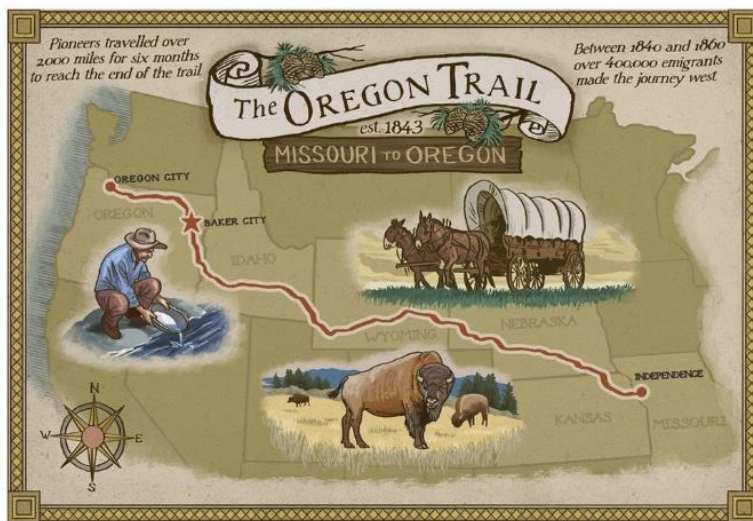 Pioneers travelled over
2000 miles for six months
to reach the end of the trail
The OREGON TRAIL
est. 1843
MISSOURI TO OREGON
Between 1840 and 1860
over 400,000 emigrants
made the journey west
OREGON CITY
OREGON
BAKER CITY
IDAHO
WYOMING
NEBRASKA
INDEPENDENCE
KANSAS
MISSOURI
N
W
E
S